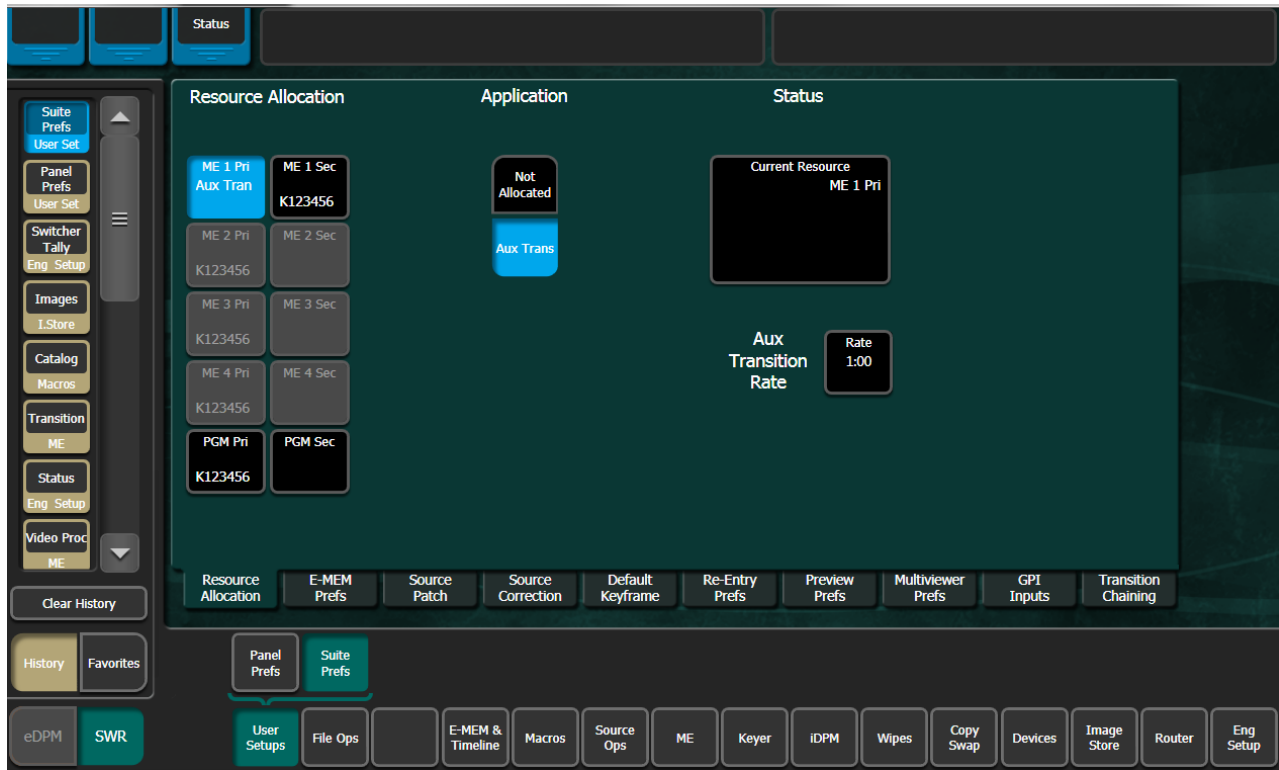 Status
Suite
Prefs
User Set
Panel
Prefs
User Set
Switcher
Tally
Eng Setup
Images
I.Store
Catalog
Macros
Transition
ME
Status
Eng Setup
Video Proc
ME
Clear History
History
Favorites
eDPM
SWR
Resource Allocation
Application
Status
ME 1 Pri
Aux Tran
ME 1 Sec
K123456
ME 2 Pri
K123456
ME 2 Sec
ME 3 Pri
K123456
ME 3 Sec
ME 4 Pri
K123456
ME 4 Sec
PGM Pri
K123456
PGM Sec
Not
Allocated
Aux Trans
Current Resource
ME 1 Pri
Aux
Transition
Rate
Rate
1:00
Resource
Allocation
E-MEM
Prefs
Source
Patch
Source
Correction
Default
Keyframe
Re-Entry
Prefs
Preview
Prefs
Multiviewer
Prefs
GPI
Inputs
Transition
Chaining
Panel
Prefs
Suite
Prefs
User
Setups
File Ops
E-MEM &
Timeline
Macros
Source
Ops
ME
Keyer
iDPM
Wipes
Copy
Swap
Devices
Image
Store
Router
Eng
Setup